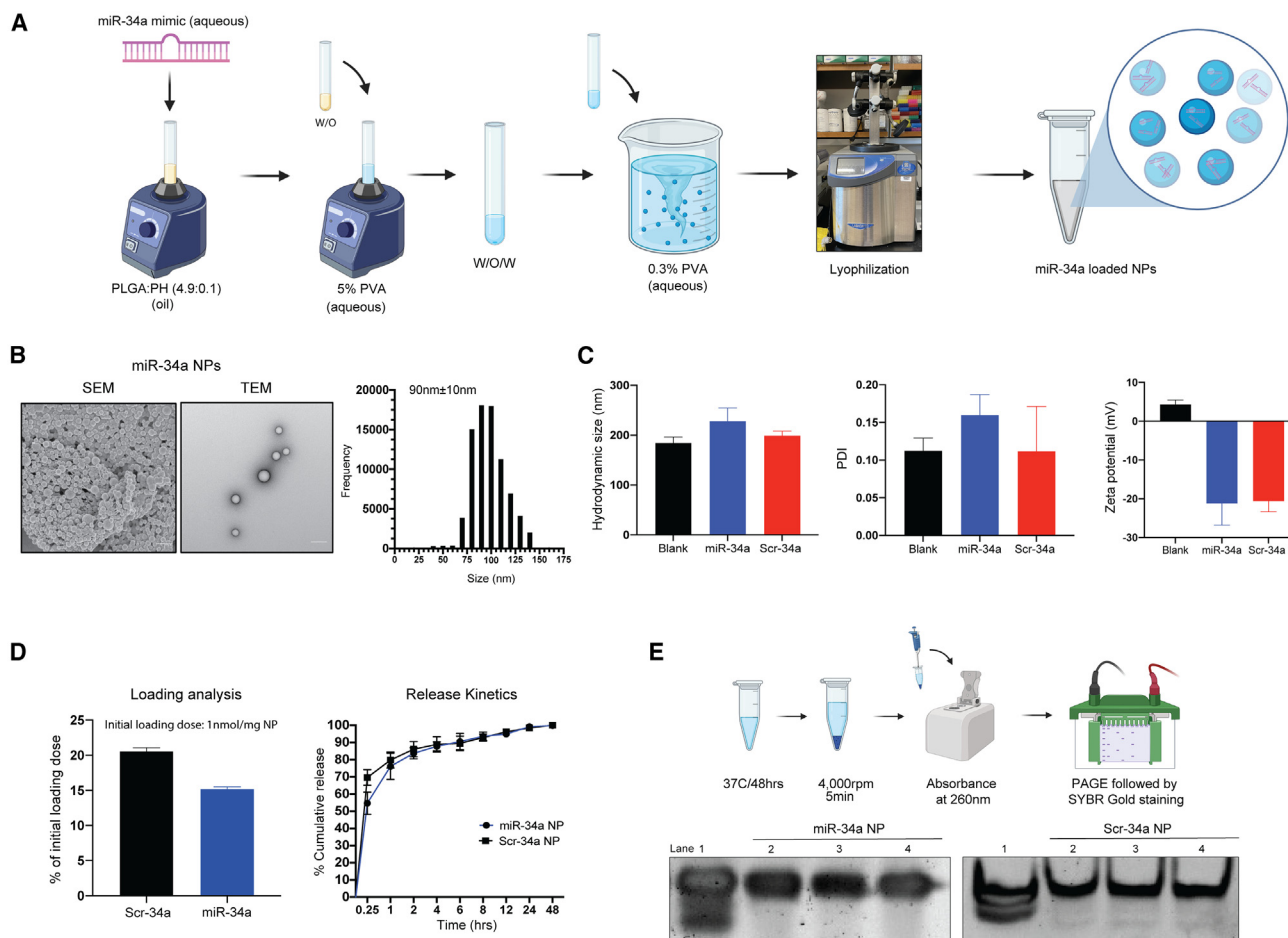 A
miR-34a mimic (aqueous)
W/O
PLGA:PH (4.9:0.1)
(oil)
5% PVA
(aqueous)
W/O/W
0.3% PVA
(aqueous)
Lyophilization
miR-34a loaded NPs
B
miR-34a NPs
SEM
TEM
90nm±10nm
Frequency
20000
15000
10000
5000
0
0 25 50 75 100 125 150 175
Size (nm)
C
Hydrodynamic size (nm)
300
200
100
0
Blank miR-34a Scr-34a
PDI
0.20
0.15
0.10
0.05
0.00
Blank miR-34a Scr-34a
Zeta potential (mV)
10
0
-10
-20
-30
Blank miR-34a Scr-34a
D
Loading analysis
Initial loading dose: 1nmol/mg NP
% of initial loading dose
25
20
15
10
5
0
Scr-34a miR-34a
Release Kinetics
% Cumulative release
100
90
80
70
60
50
40
30
20
10
0
miR-34a NP
Scr-34a NP
0.25 1 2 4 6 8 12 24 48
Time (hrs)
E
37C/48hrs
4,000rpm
5min
Absorbance
at 260nm
PAGE followed by
SYBR Gold staining
miR-34a NP
Lane 1 2 3 4
Scr-34a NP
1 2 3 4